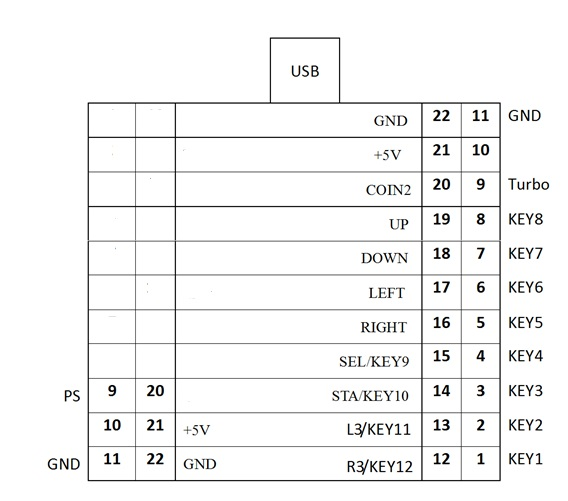 USB
GND 22 11 GND
+5V 21 10
COIN2 20 9 Turbo
UP 19 8 KEY8
DOWN 18 7 KEY7
LEFT 17 6 KEY6
RIGHT 16 5 KEY5
SEL/KEY9 15 4 KEY4
PS 9 20 STA/KEY10 14 3 KEY3
10 21 +5V L3/KEY11 13 2 KEY2
GND 11 22 GND R3/KEY12 12 1 KEY1